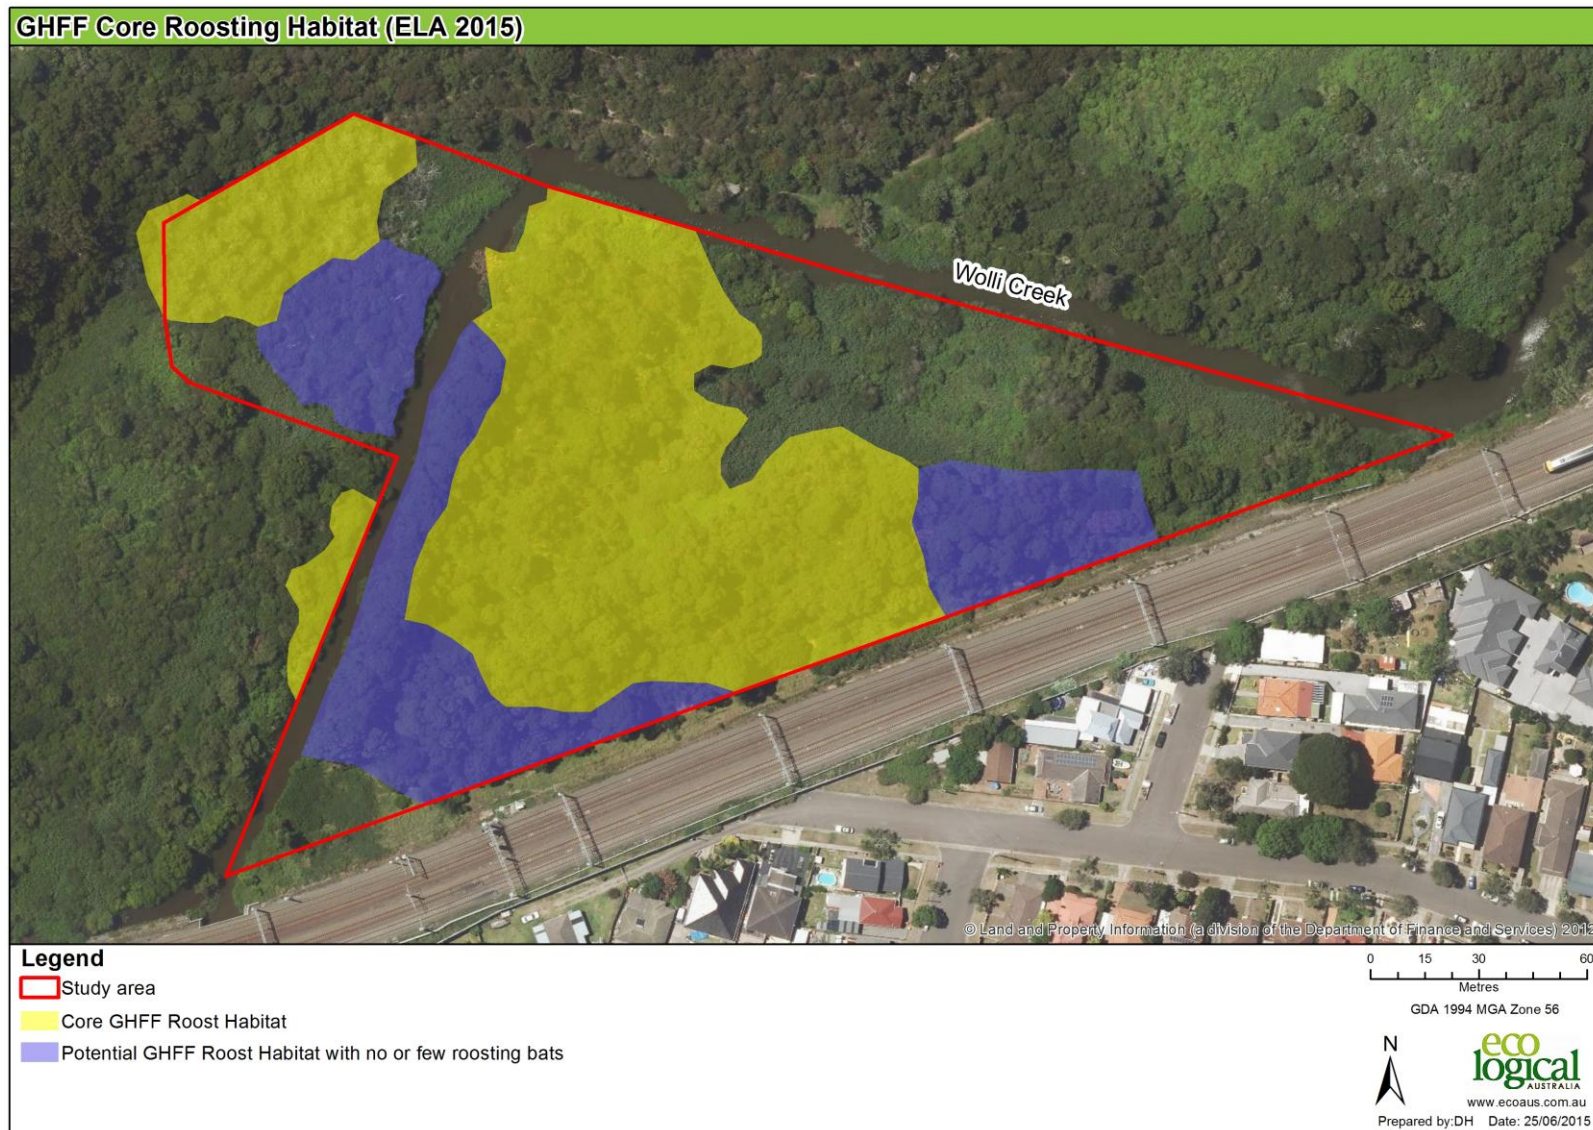 GHFF Core Roosting Habitat (ELA 2015)
Wolli Creek
© Land and Property Information (a division of the Department of Finance and Services) 2012
Legend
Study area
Core GHFF Roost Habitat
Potential GHFF Roost Habitat with no or few roosting bats
0 15 30 60
Metres
GDA 1994 MGA Zone 56
N
eco
logical
AUSTRALIA
www.ecoaus.com.au
Prepared by:DH Date: 25/06/2015